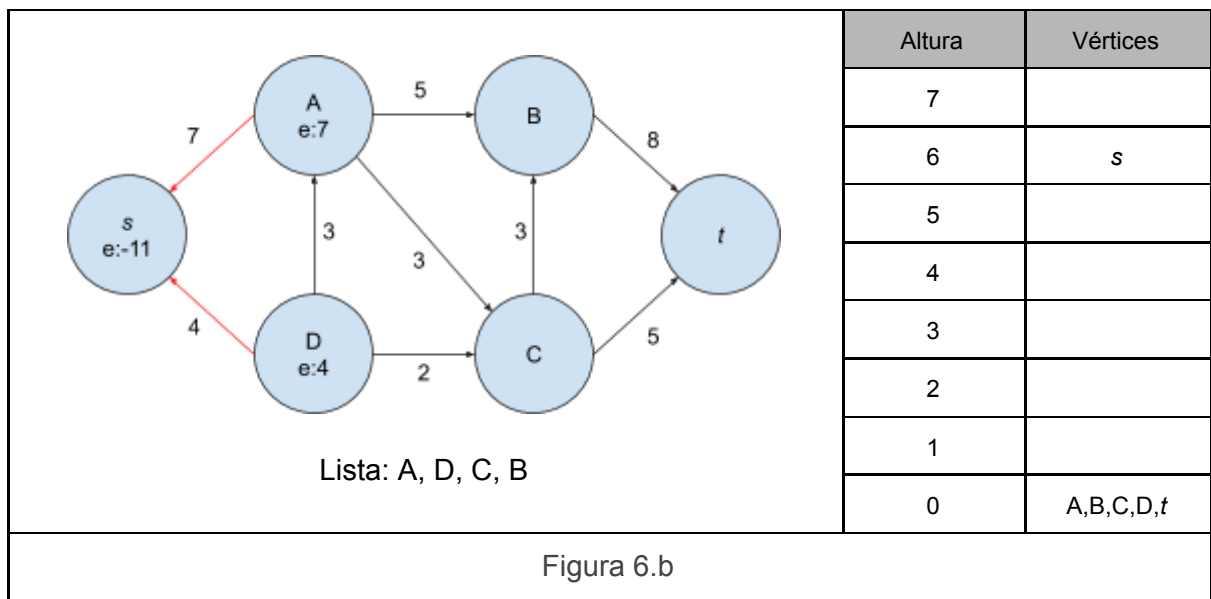 Altura Vértices
7
6 s
5
4
3
2
1
0 A,B,C,D,t
A
e:7
5
B
7
8
s
e:-11
3
3
3
t
4
D
e:4
2
C
5
Lista: A, D, C, B
Figura 6.b